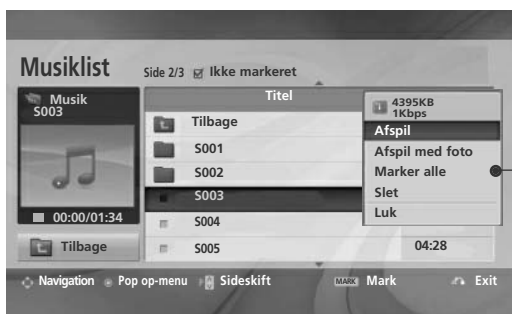 Musiklist
Side 2/3 Ikke markeret
Musik
S003
00:00/01:34
Tilbage
Titel
Tilbage
S001
S002
S003
S004
S005
04:28
4395KB
1Kbps
Afspil
Afspil med foto
Marker alle
Slet
Luk
Navigation Pop op-menu Sideskift MARK Mark Exit